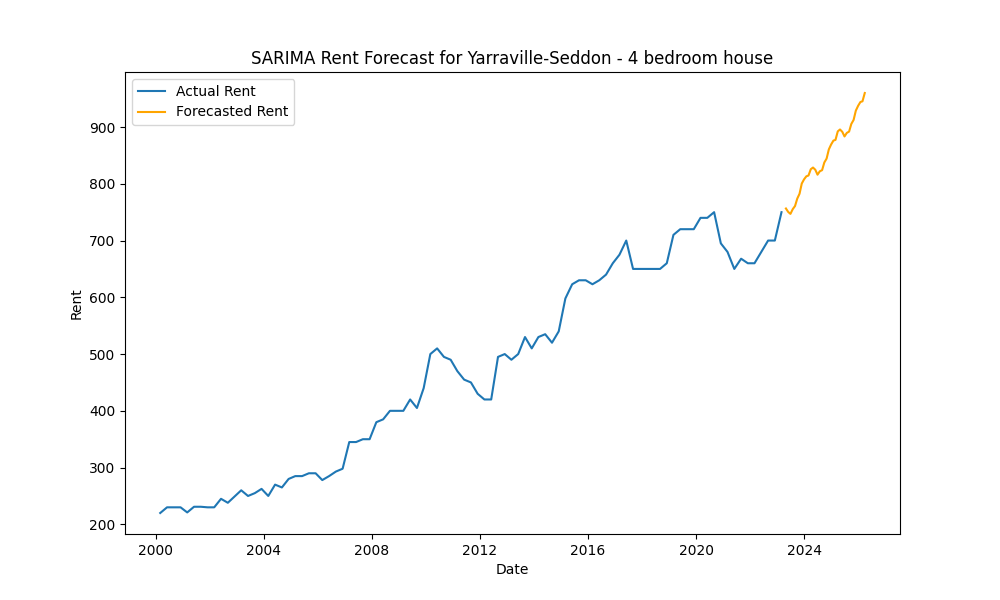 SARIMA Rent Forecast for Yarraville-Seddon - 4 bedroom house
Actual Rent
Forecasted Rent
900
800
700
600
500
400
300
200
Rent
2000 2004 2008 2012 2016 2020 2024
Date